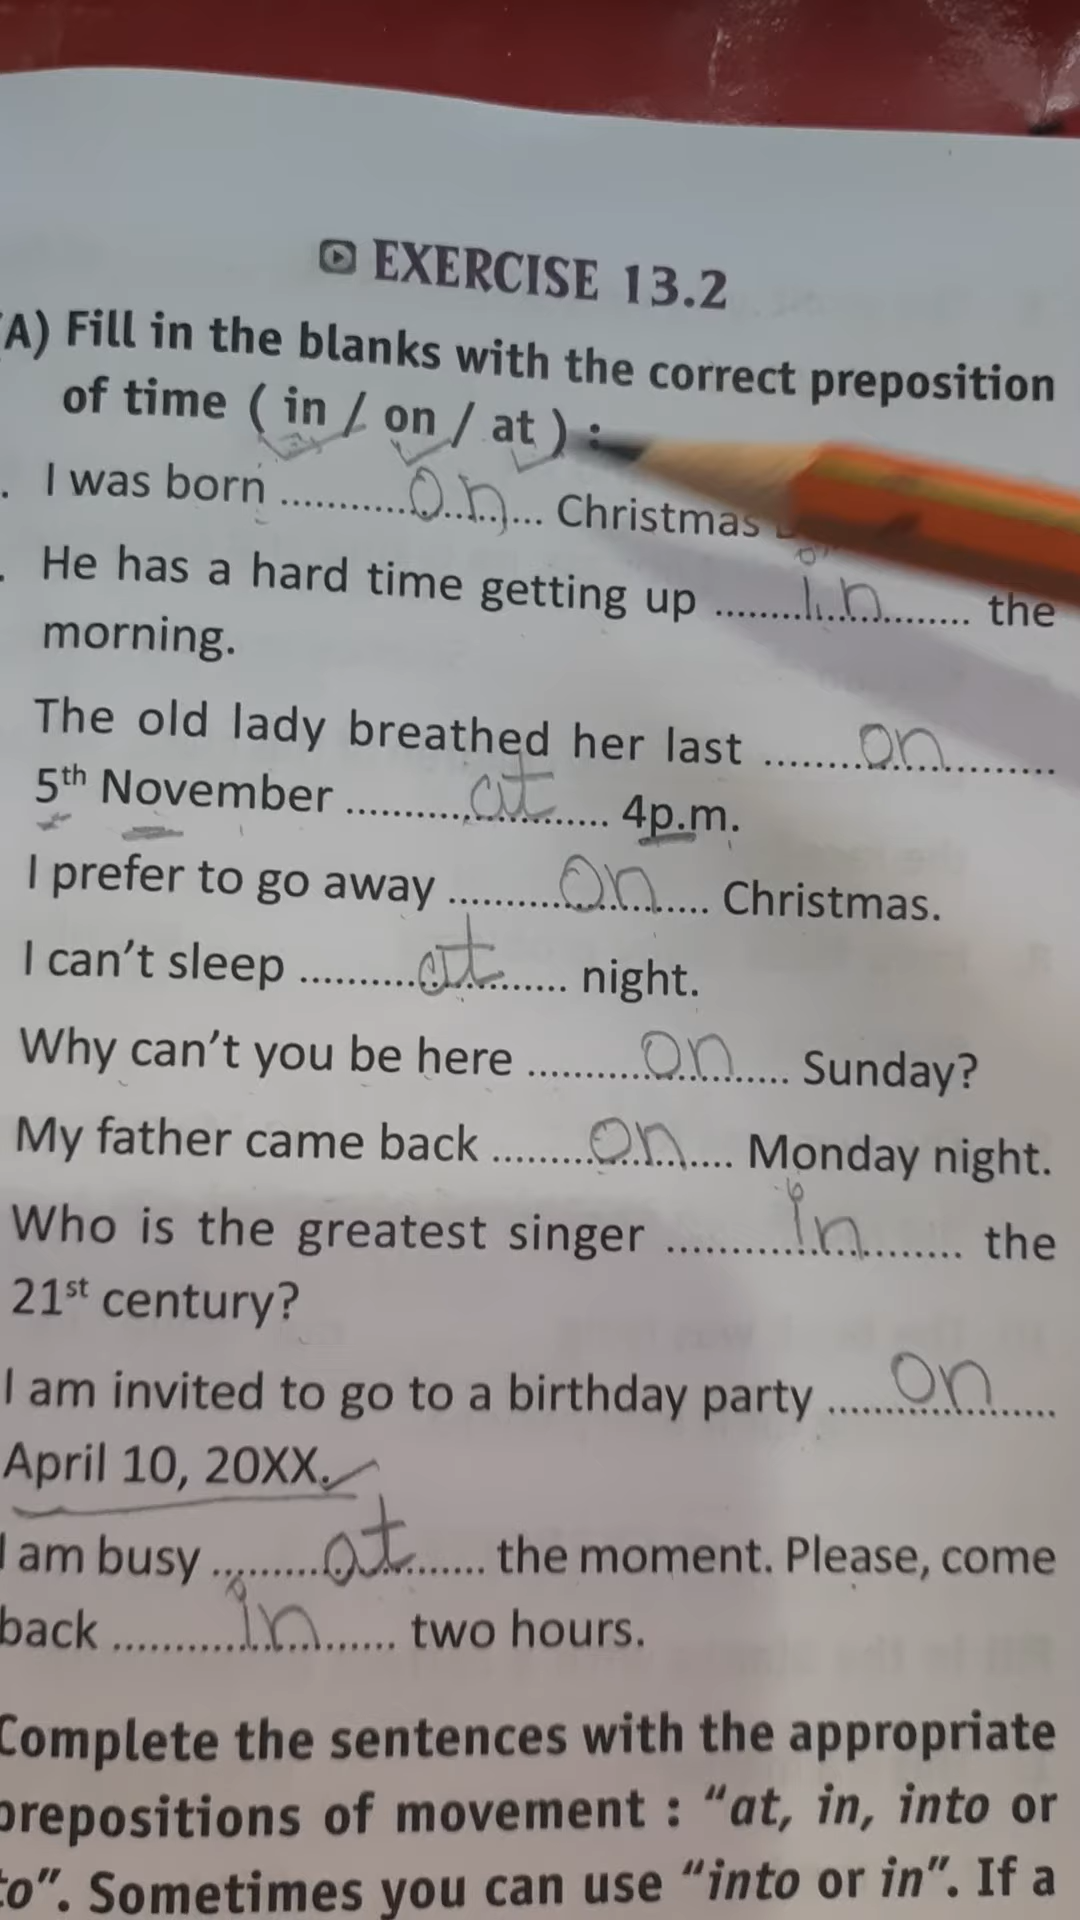 EXERCISE 13.2
A) Fill in the blanks with the correct preposition
of time ( in / on / at ) :
. I was born ..........on... Christmas
. He has a hard time getting up ........in......... the
morning.
The old lady breathed her last .......on..........
5th November ..........at......... 4p.m.
I prefer to go away ..........on.... Christmas.
I can't sleep ..........at....... night.
Why can't you be here ..........on..... Sunday?
My father came back ........on..... Monday night.
Who is the greatest singer ...........in......... the
21st century?
I am invited to go to a birthday party .....on........
April 10, 20XX.
I am busy .........at....... the moment. Please, come
back ...........in....... two hours.
Complete the sentences with the appropriate
prepositions of movement : "at, in, into or
to". Sometimes you can use "into or in". If a